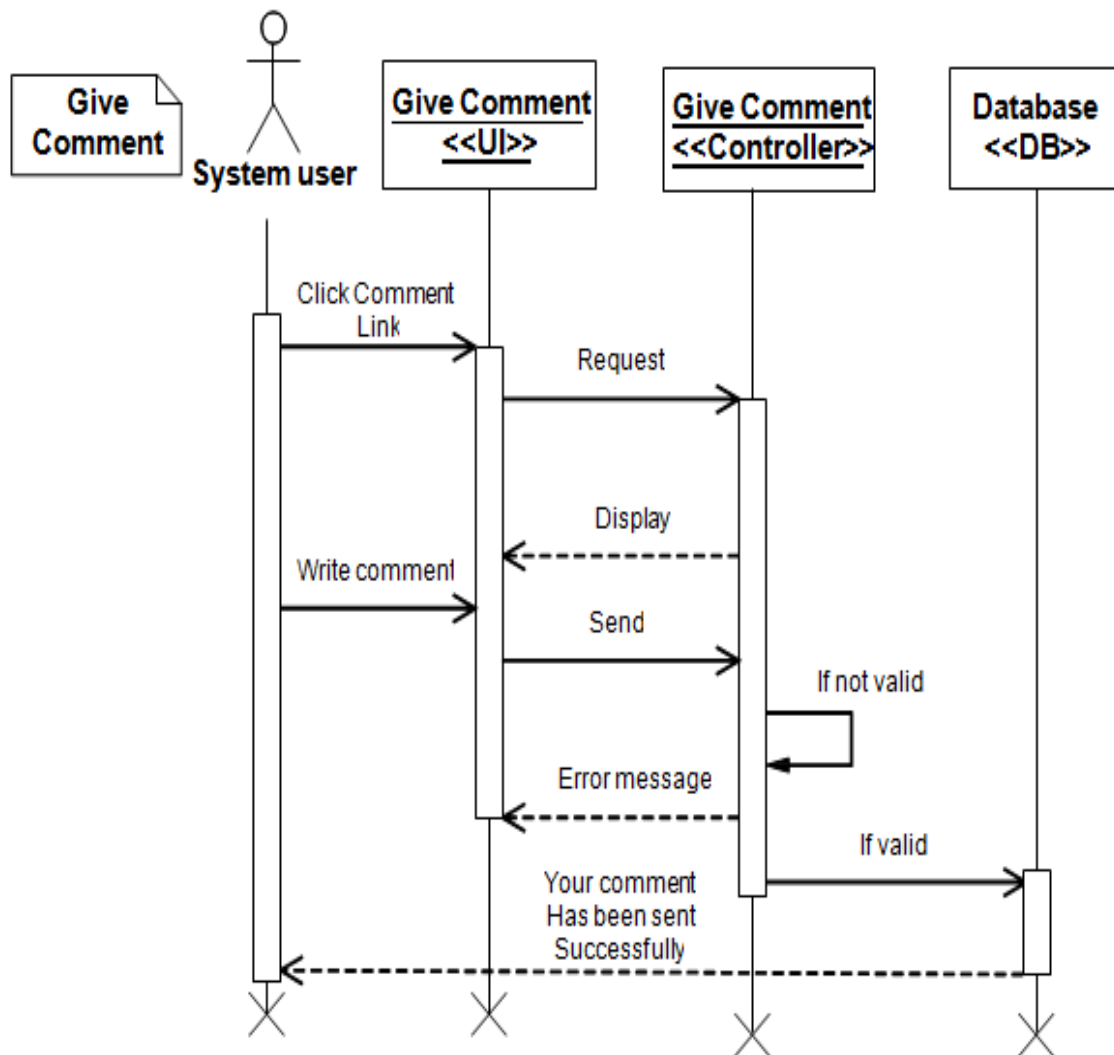 Give
Comment
System user
Give Comment
<<UI>>
Give Comment
<<Controller>>
Database
<<DB>>
Click Comment
Link
Request
Display
Write comment
Send
If not valid
Error message
If valid
Your comment
Has been sent
Successfully